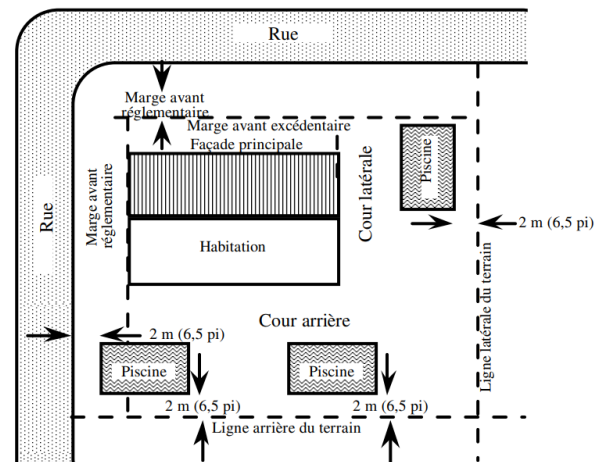 Rue
Marge avant
réglementaire
Marge avant excédentaire
Façade principale
Piscine
Cour latérale
Marge avant
réglementaire
Rue
Habitation
2 m (6,5 pi)
Ligne latérale du terrain
Cour arrière
2 m (6,5 pi)
Piscine
Piscine
2 m (6,5 pi)
2 m (6,5 pi)
Ligne arrière du terrain